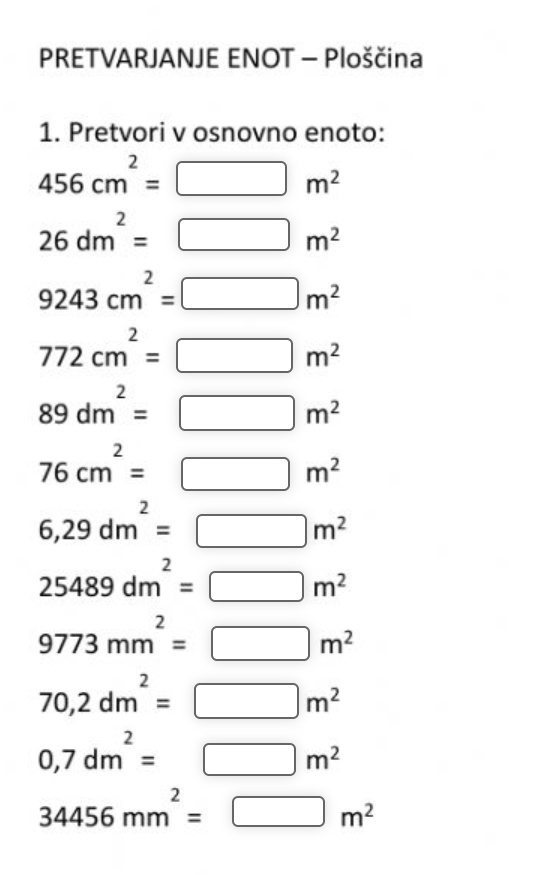 PRETVARJANJE ENOT – Ploščina
1. Pretvori v osnovno enoto:
456 cm² = m²
26 dm² = m²
9243 cm² = m²
772 cm² = m²
89 dm² = m²
76 cm² = m²
6,29 dm² = m²
25489 dm² = m²
9773 mm² = m²
70,2 dm² = m²
0,7 dm² = m²
34456 mm² = m²